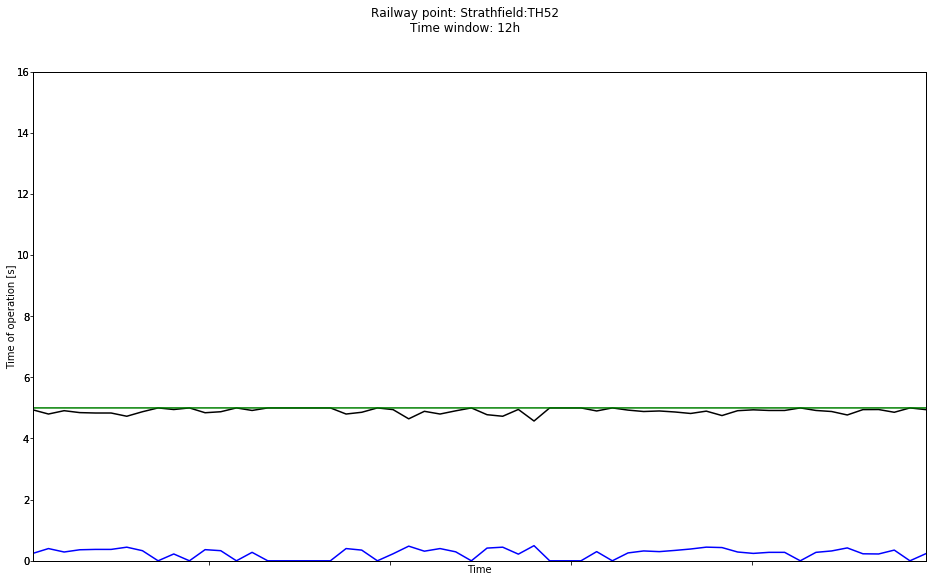 Railway point: Strathfield:TH52
Time window: 12h
16
14
12
10
8
6
4
2
0
Time of operation [s]
Time